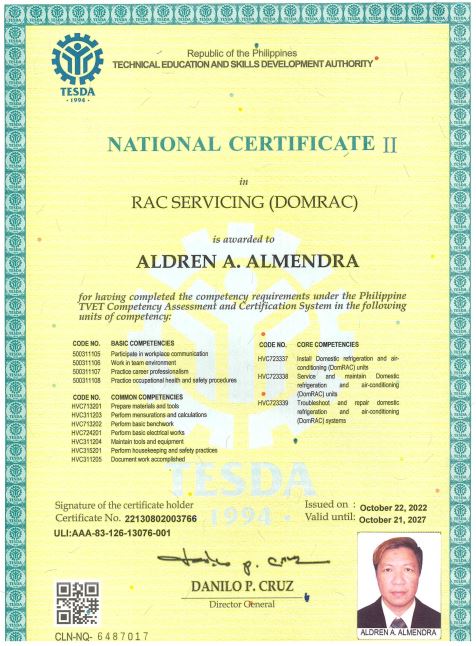 TESDA
• 1994 •
Republic of the Philippines
TECHNICAL EDUCATION AND SKILLS DEVELOPMENT AUTHORITY
NATIONAL CERTIFICATE II
in
RAC SERVICING (DOMRAC)
is awarded to
ALDREN A. ALMENDRA
for having completed the competency requirements under the Philippine
TVET Competency Assessment and Certification System in the following
units of competency:
CODE NO. BASIC COMPETENCIES
500311105 Participate in workplace communication
500311106 Work in team environment
500311107 Practice career professionalism
500311108 Practice occupational health and safety procedures
CODE NO. COMMON COMPETENCIES
HVC713201 Prepare materials and tools
HVC311203 Perform mensurations and calculations
HVC713202 Perform basic benchwork
HVC724201 Perform basic electrical works
HVC311204 Maintain tools and equipment
HVC315201 Perform housekeeping and safety practices
HVC311205 Document work accomplished
CODE NO. CORE COMPETENCIES
HVC723337 Install Domestic refrigeration and air-
conditioning (DomRAC) units
HVC723338 Service and maintain Domestic
refrigeration and air-conditioning
(DomRAC) units
HVC723339 Troubleshoot and repair domestic
refrigeration and air-conditioning
(DomRAC) systems
TESDA
• 1994 •
Signature of the certificate holder
Certificate No. 22130802003766
ULI:AAA-83-126-13076-001
Issued on : October 22, 2022
Valid until: October 21, 2027
Danilo P. Cruz
DANILO P. CRUZ
Director General
CLN-NQ- 6487017
ALDREN A. ALMENDRA